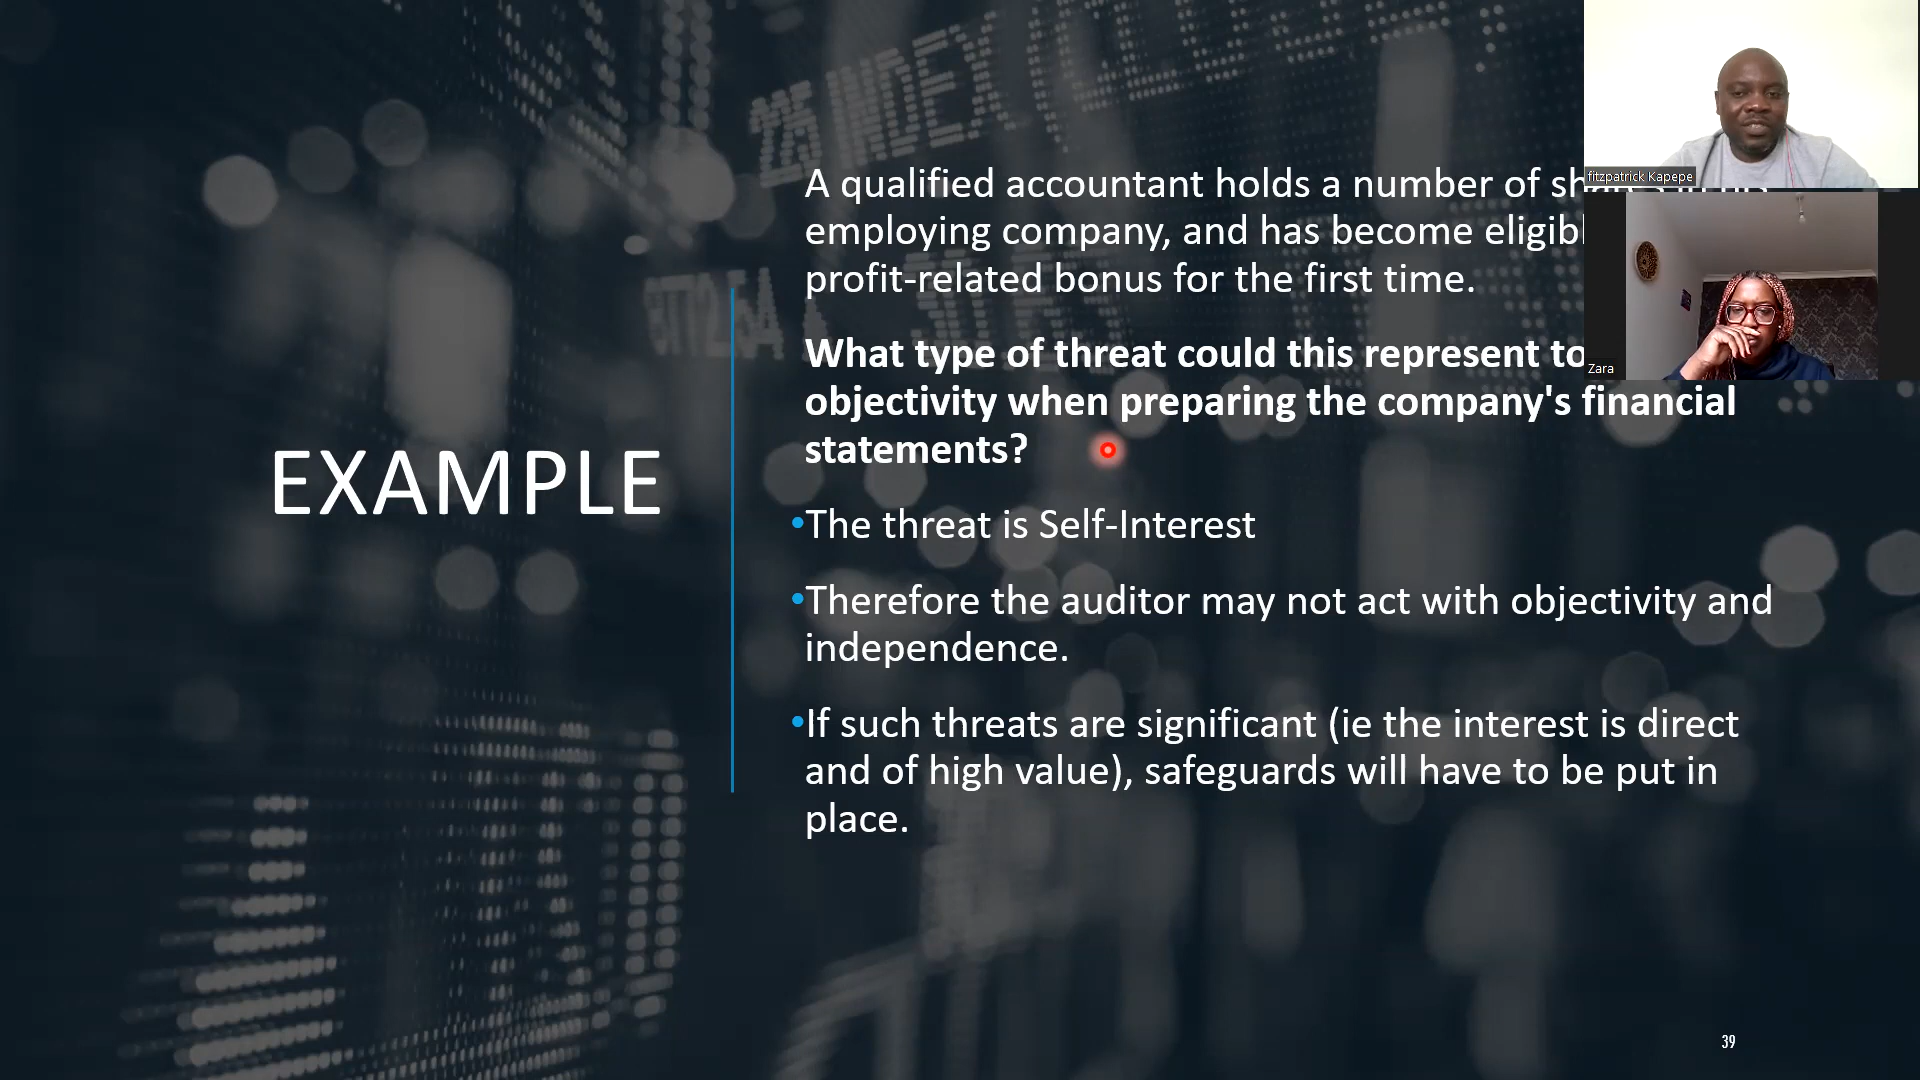 A qualified accountant holds a number of
employing company, and has become
profit-related bonus for the first time.
What type of threat could this represent to
objectivity when preparing the company's financial
statements?
EXAMPLE
•The threat is Self-Interest
•Therefore the auditor may not act with objectivity and
independence.
•If such threats are significant (ie the interest is direct
and of high value), safeguards will have to be put in
place.
39
225 INDEX
fitzpatrick Kapepe
Zara